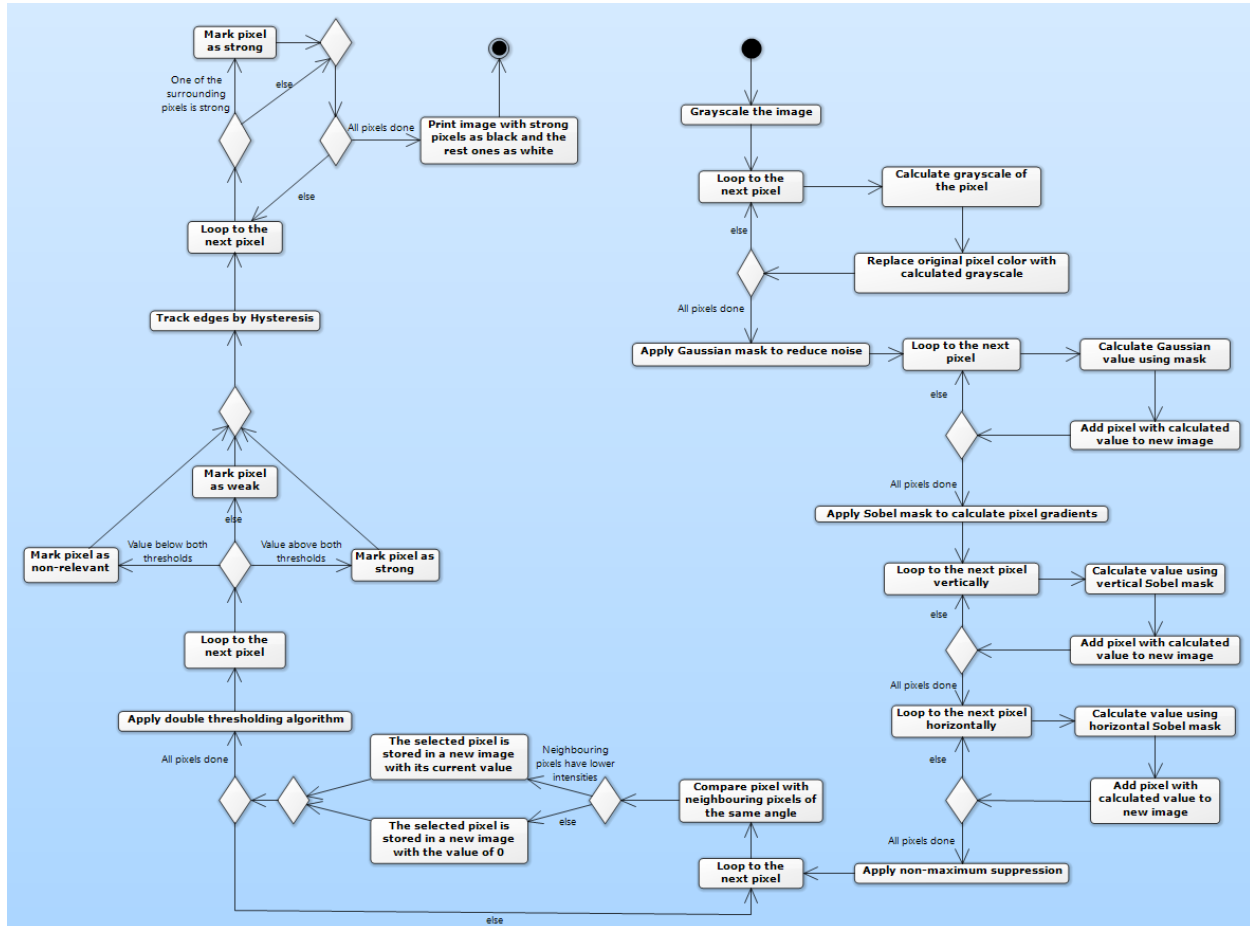 Mark pixel
as strong
One of the
surrounding
pixels is strong
else
All pixels done
Print image with strong
pixels as black and the
rest ones as white
else
Loop to the
next pixel
Track edges by Hysteresis
Mark pixel
as weak
else
Value below both
thresholds
Value above both
thresholds
Mark pixel as
non-relevant
Mark pixel as
strong
Loop to the
next pixel
Apply double thresholding algorithm
All pixels done
The selected pixel is
stored in a new image
with its current value
Neighbouring
pixels have lower
intensities
else
The selected pixel is
stored in a new image
with the value of 0
Compare pixel with
neighbouring pixels of
the same angle
Loop to the
next pixel
else
Grayscale the image
Loop to the
next pixel
Calculate grayscale of
the pixel
else
Replace original pixel color with
calculated grayscale
All pixels done
Apply Gaussian mask to reduce noise
Loop to the next
pixel
Calculate Gaussian
value using mask
else
Add pixel with calculated
value to new image
All pixels done
Apply Sobel mask to calculate pixel gradients
Loop to the next pixel
vertically
Calculate value using
vertical Sobel mask
else
Add pixel with calculated
value to new image
All pixels done
Loop to the next pixel
horizontally
Calculate value using
horizontal Sobel mask
else
Add pixel with
calculated value to
new image
All pixels done
Apply non-maximum suppression